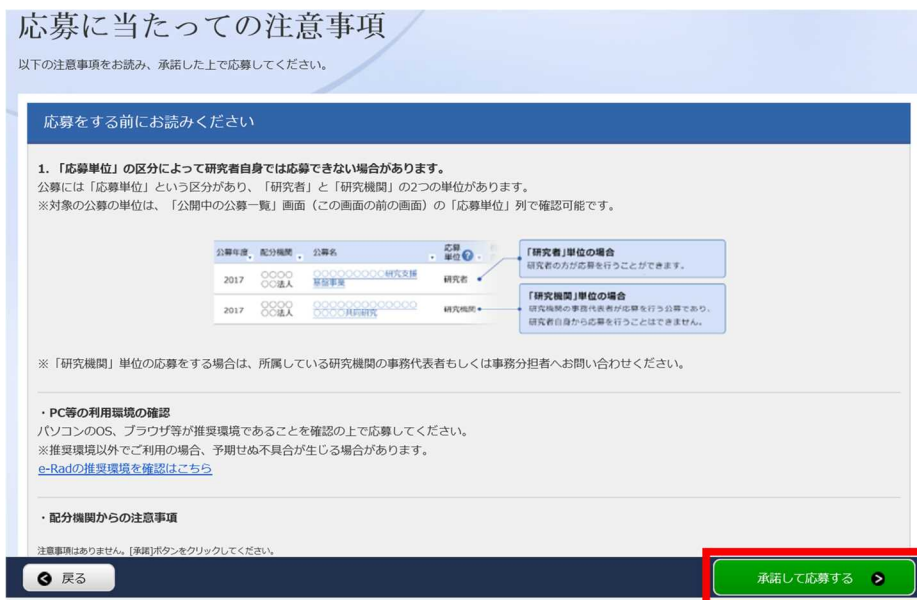 応募に当たっての注意事項
以下の注意事項をお読み、承諾した上で応募してください。
応募をする前にお読みください
1. 「応募単位」の区分によって研究者自身では応募できない場合があります。
公募には「応募単位」という区分があり、「研究者」と「研究機関」の2つの単位があります。
※対象の公募の単位は、「公開中の公募一覧」画面（この画面の前の画面）の「応募単位」列で確認可能です。
公募年度 配分機関 公募名 応募単位
2017 ○○○○○○法人 ○○○○○○○○○研究支援基盤事業 研究者
2017 ○○○○○○法人 ○○○○○○○○○○○○○○○○○共同研究 研究機関
「研究者」単位の場合
研究者の方が応募を行うことができます。
「研究機関」単位の場合
研究機関の事務代表者が応募を行う公募であり、
研究者自身から応募を行うことはできません。
※「研究機関」単位の応募をする場合は、所属している研究機関の事務代表者もしくは事務分担者へお問い合わせください。
・PC等の利用環境の確認
パソコンのOS、ブラウザ等が推奨環境であることを確認の上で応募してください。
※推奨環境以外でご利用の場合、予期せぬ不具合が生じる場合があります。
e-Radの推奨環境を確認はこちら
・配分機関からの注意事項
注意事項はありません。[承諾]ボタンをクリックしてください。
戻る
承諾して応募する